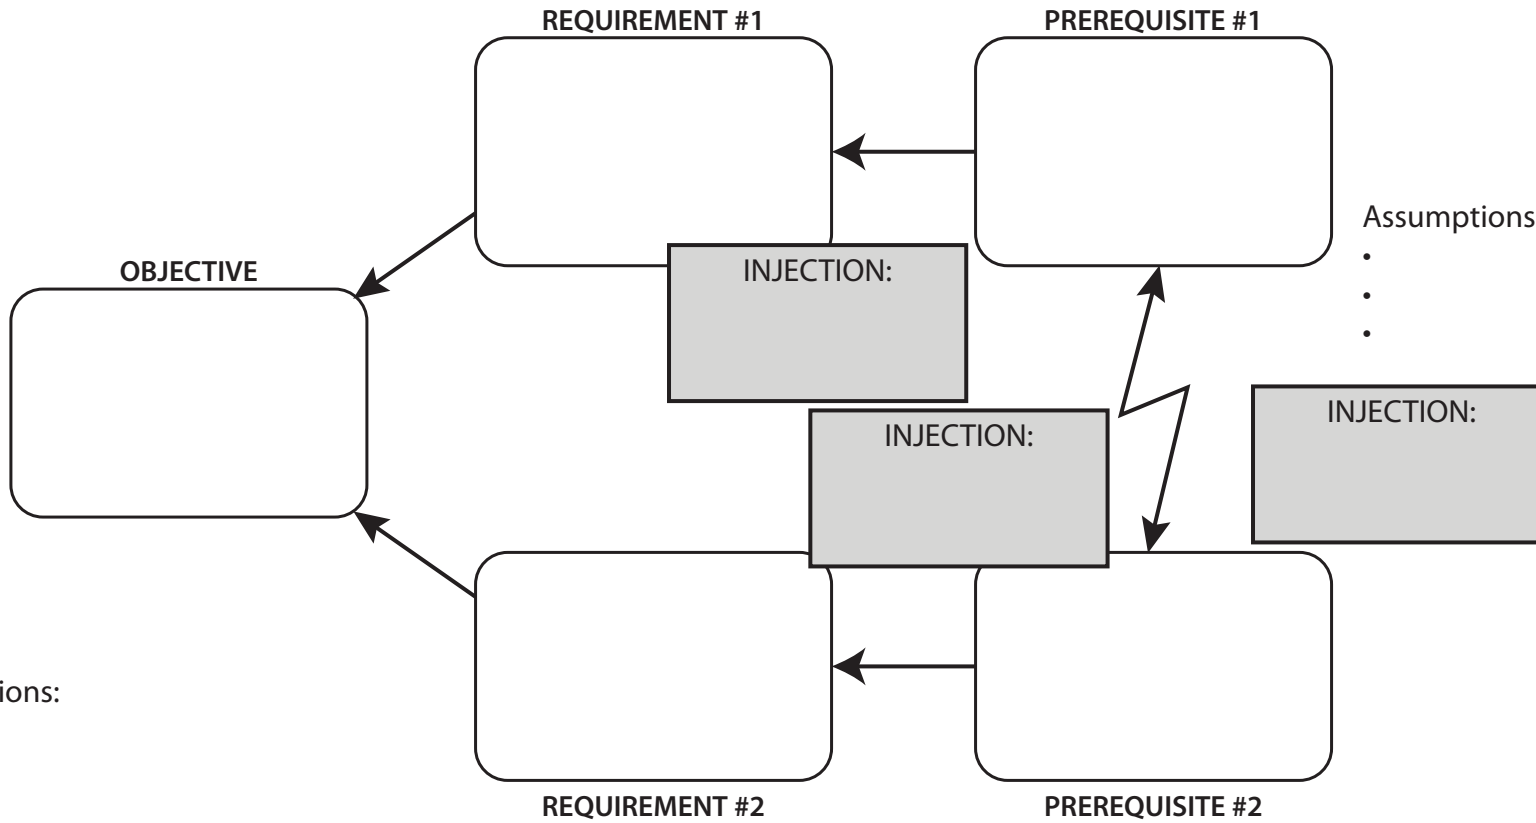 REQUIREMENT #1
PREREQUISITE #1
Assumptions
•
•
•
OBJECTIVE
INJECTION:
INJECTION:
INJECTION:
ions:
REQUIREMENT #2
PREREQUISITE #2